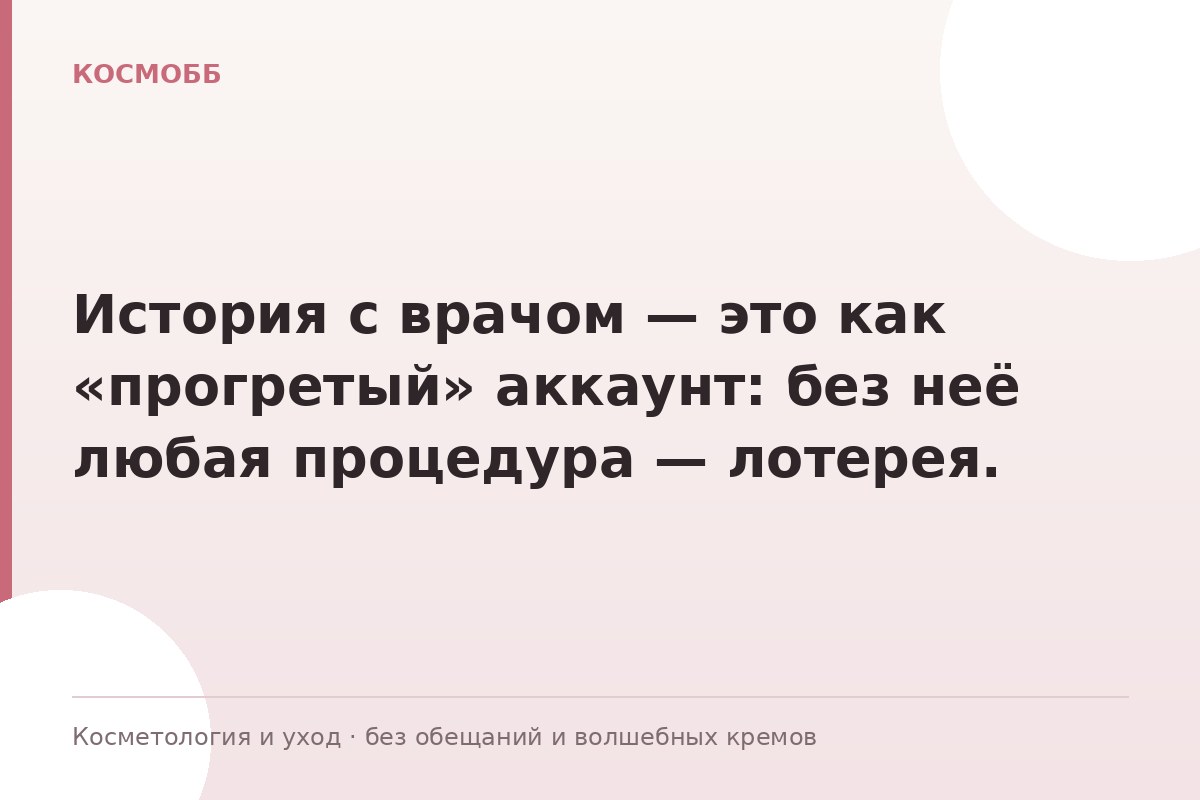 КОСМОББ
История с врачом — это как
«прогретый» аккаунт: без неё
любая процедура — лотерея.
Косметология и уход · без обещаний и волшебных кремов